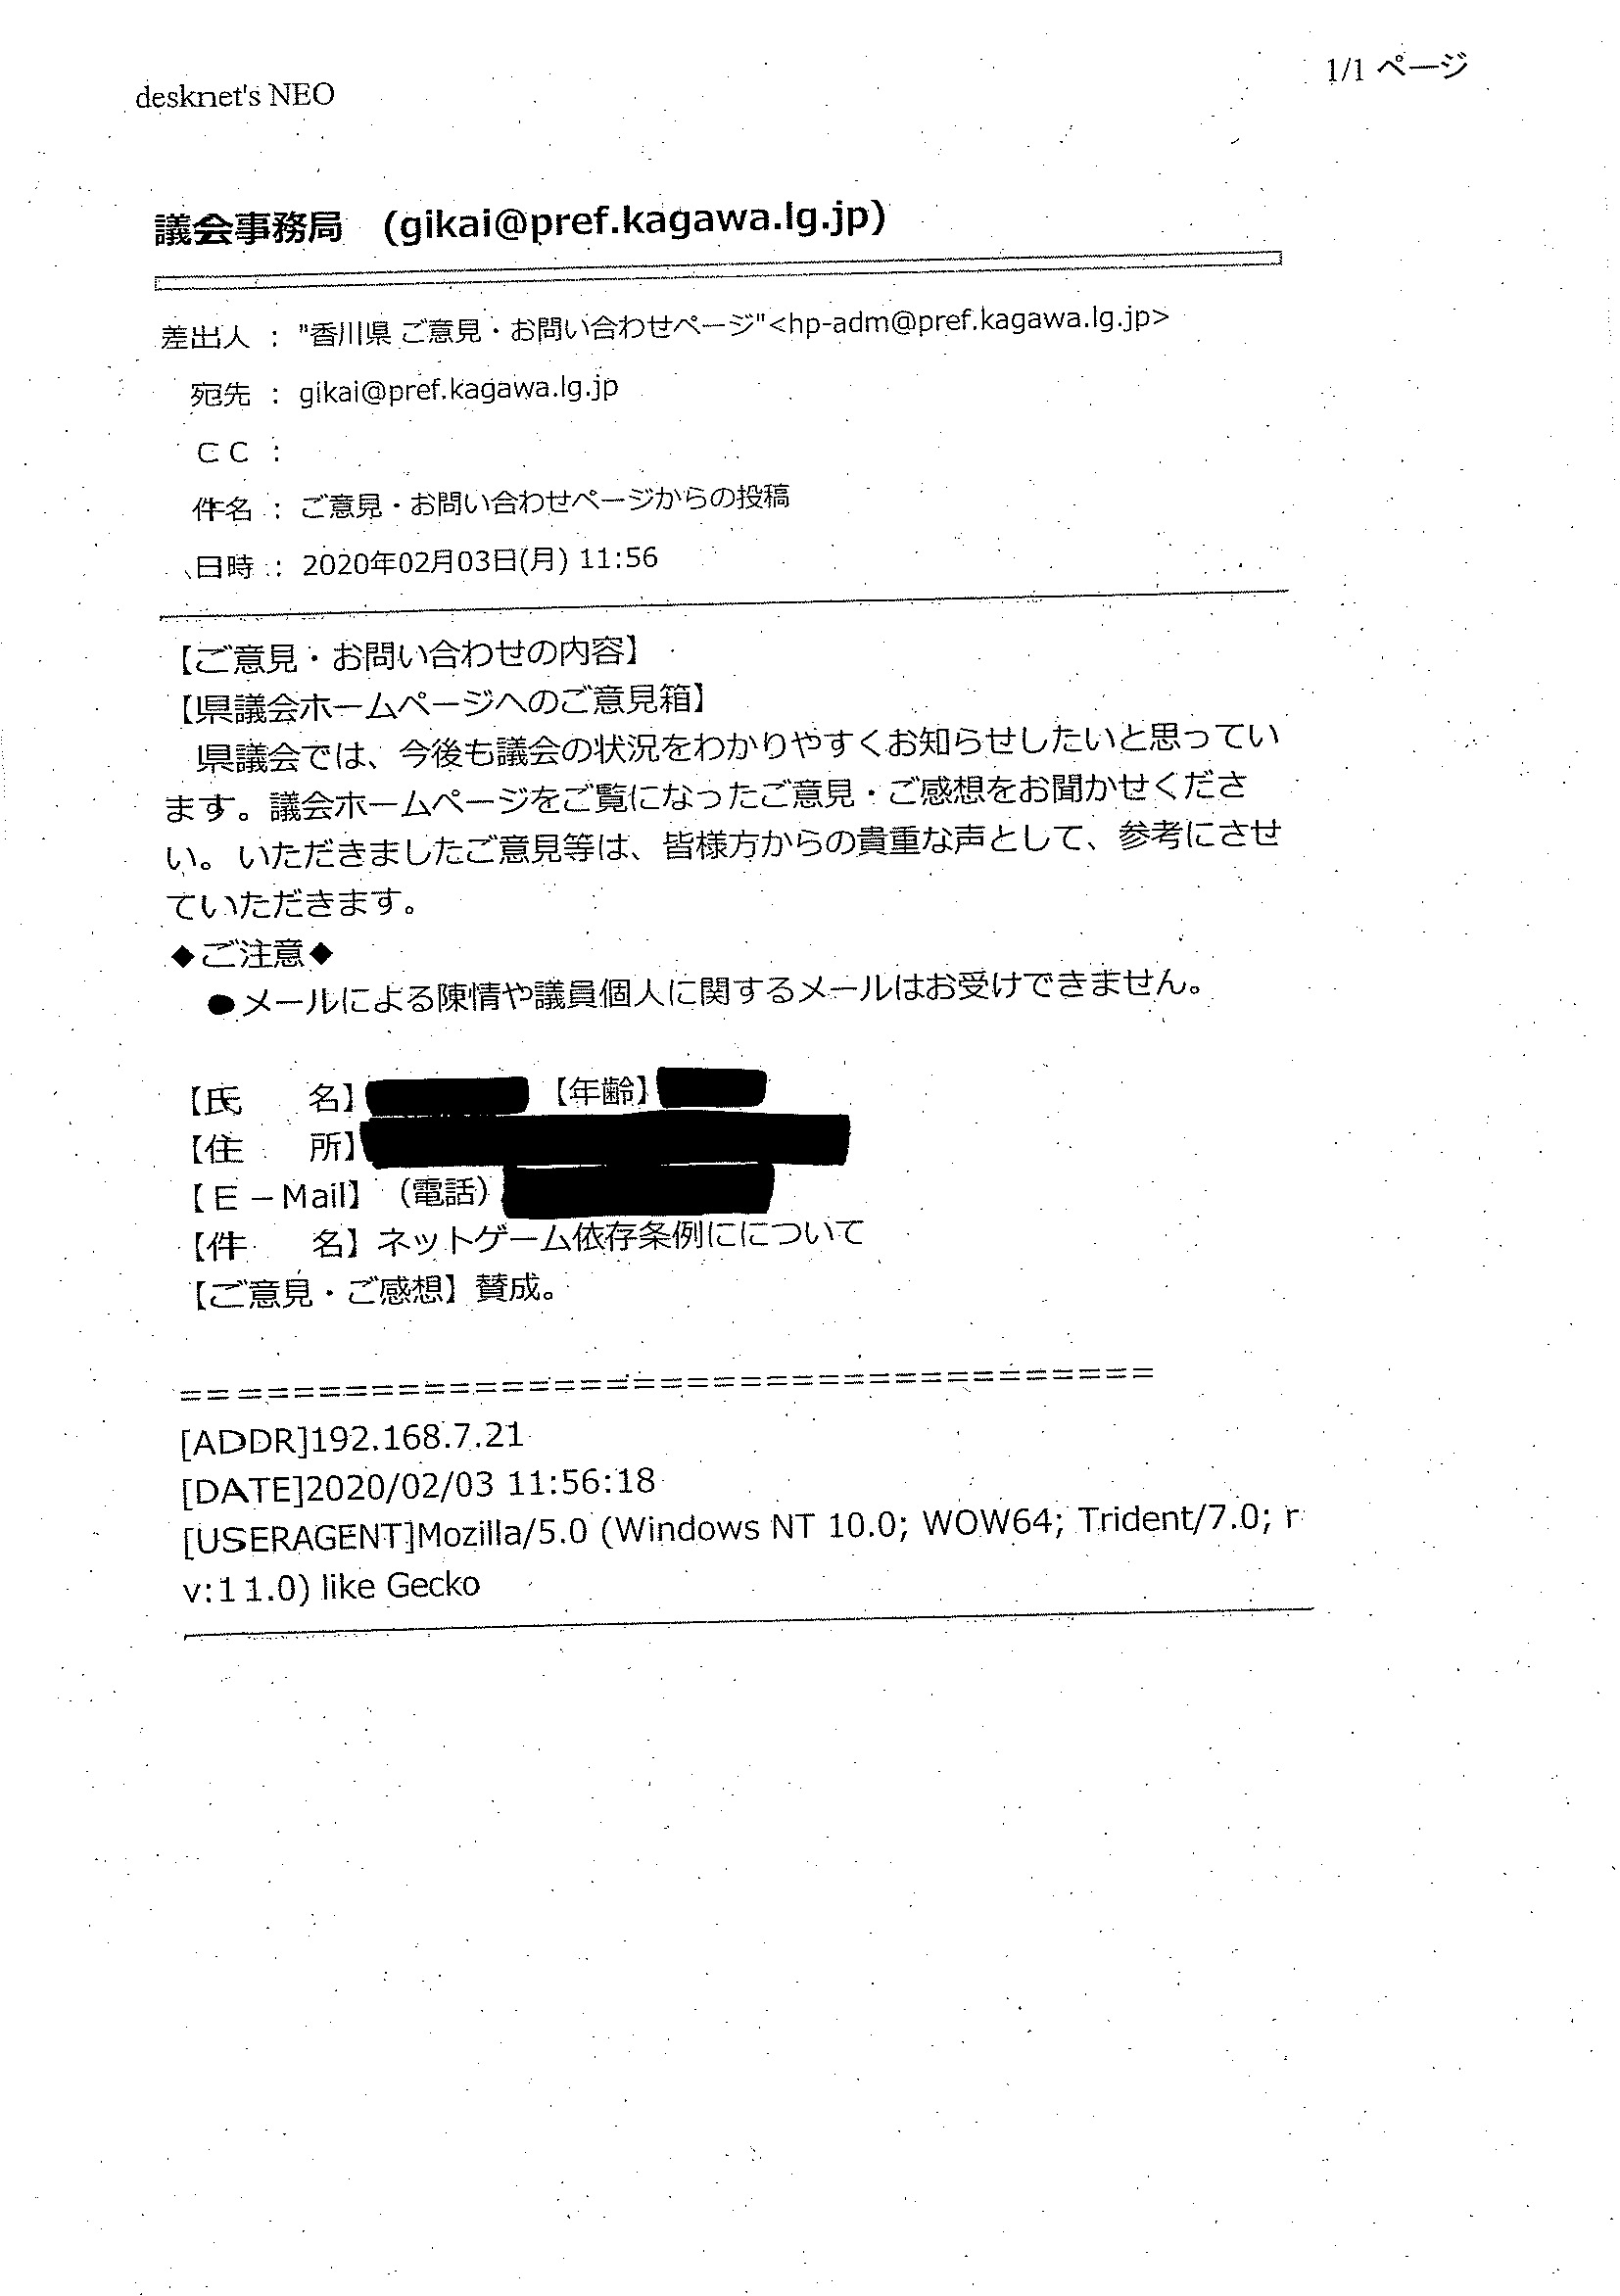 desknet's NEO
1/1 ページ
議会事務局 (gikai@pref.kagawa.lg.jp)
差出人 : "香川県 ご意見・お問い合わせページ"<hp-adm@pref.kagawa.lg.jp>
宛先 : gikai@pref.kagawa.lg.jp
ＣＣ :
件名 : ご意見・お問い合わせページからの投稿
日時 : 2020年02月03日(月) 11:56
【ご意見・お問い合わせの内容】
【県議会ホームページへのご意見箱】
県議会では、今後も議会の状況をわかりやすくお知らせしたいと思ってい
ます。議会ホームページをご覧になったご意見・ご感想をお聞かせくださ
い。いただきましたご意見等は、皆様方からの貴重な声として、参考にさせ
ていただきます。
◆ご注意◆
●メールによる陳情や議員個人に関するメールはお受けできません。
【氏　　名】 【年齢】
【住　　所】
【Ｅ－Mail】（電話）
【件　　名】ネットゲーム依存条例にについて
【ご意見・ご感想】賛成。
======================================
[ADDR]192.168.7.21
[DATE]2020/02/03 11:56:18
[USERAGENT]Mozilla/5.0 (Windows NT 10.0; WOW64; Trident/7.0; r
v:11.0) like Gecko